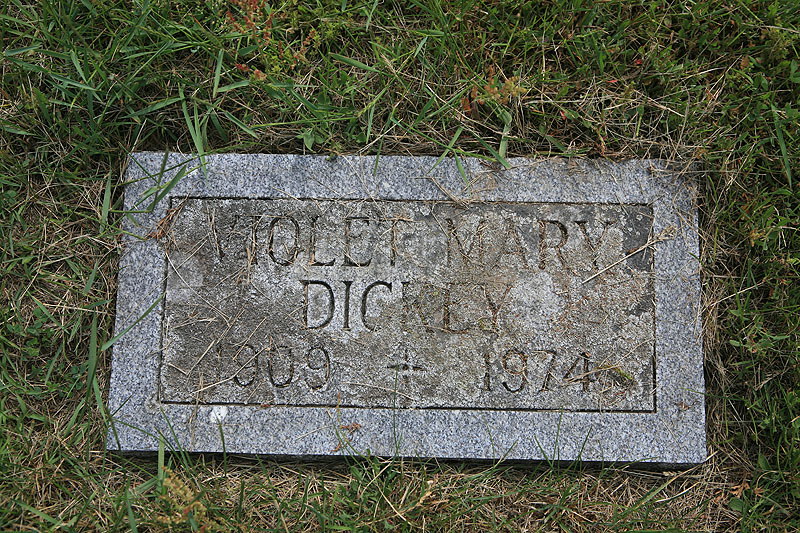 VIOLET MARY
DICKEY
1909 + 1974